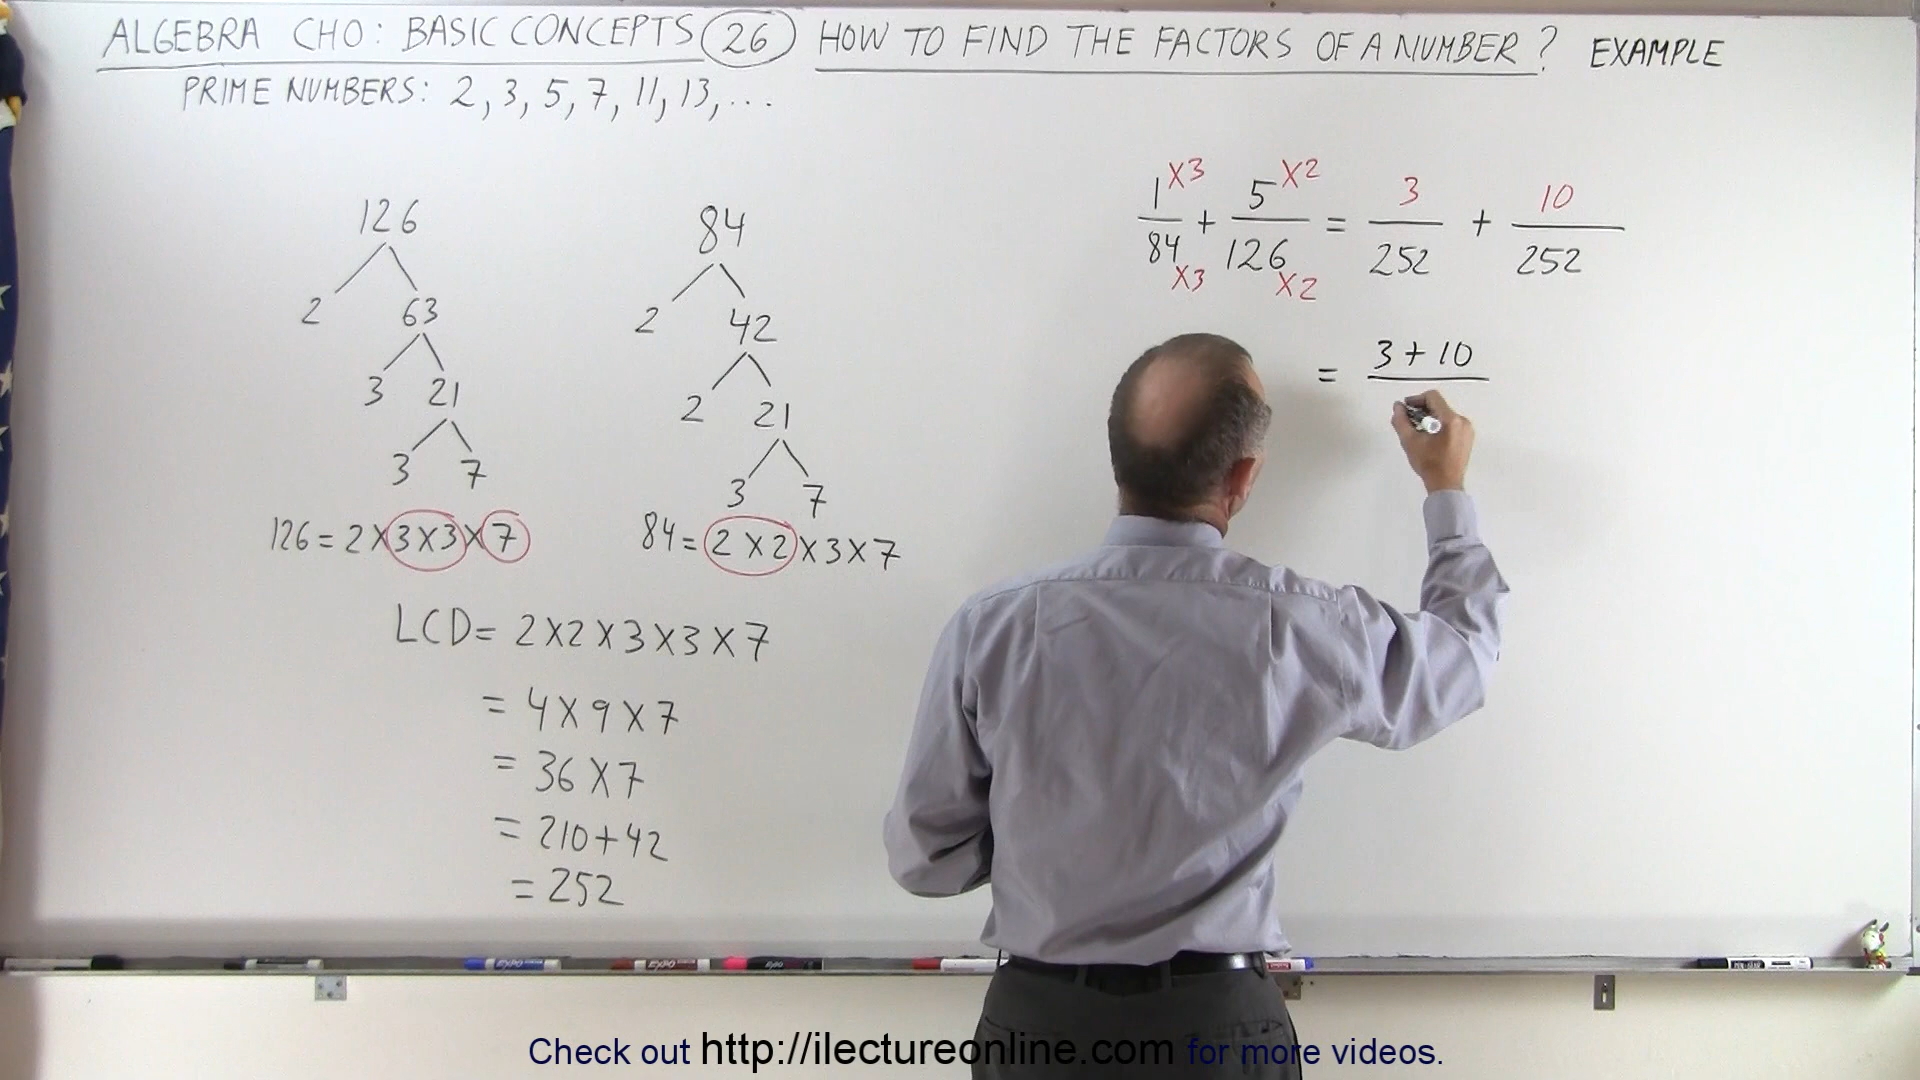 ALGEBRA CHO: BASIC CONCEPTS 26 HOW TO FIND THE FACTORS OF A NUMBER? EXAMPLE
PRIME NUMBERS: 2, 3, 5, 7, 11, 13, ...
126
2 63
3 21
3 7
126 = 2 X 3 X 3 X 7
84
2 42
2 21
3 7
84 = 2 X 2 X 3 X 7
LCD = 2 X 2 X 3 X 3 X 7
= 4 X 9 X 7
= 36 X 7
= 210 + 42
= 252
1 X3 5 X2 3 10
+ = +
84 X3 126 X2 252 252
= 3 + 10
EXPO
EXPO
EXPO
Check out http://ilectureonline.com for more videos.